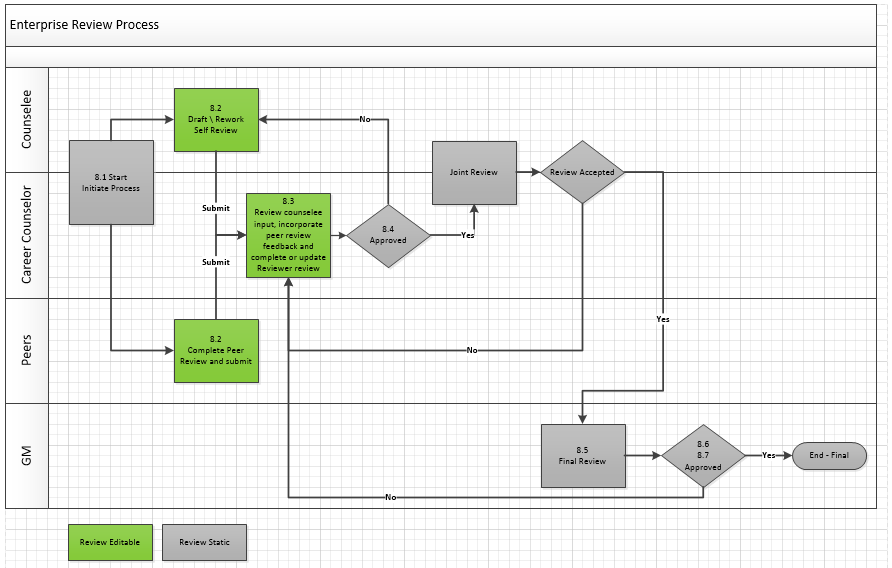 Enterprise Review Process
Counselee
8.2
Draft \ Rework
Self Review
No
8.1 Start
Initiate Process
Joint Review
Review Accepted
Career Counselor
Submit
8.3
Review counselee
input, incorporate
peer review
feedback and
complete or update
Reviewer review
8.4
Approved
Yes
Submit
Peers
8.2
Complete Peer
Review and submit
No
Yes
GM
8.5
Final Review
8.6
8.7
Approved
Yes
End - Final
No
Review Editable
Review Static